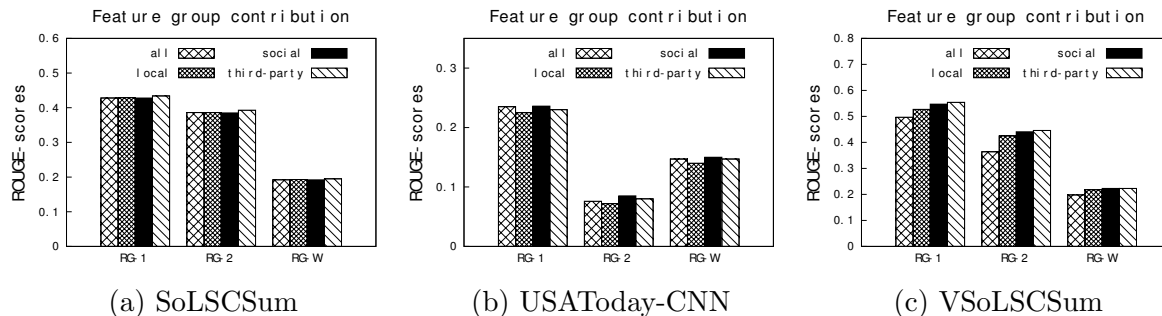 Feature group contribution
all social
local third-party
ROUGE-scores
0.6
0.5
0.4
0.3
0.2
0.1
0
RG-1 RG-2 RG-W
(a) SoLSCSum
Feature group contribution
all social
local third-party
ROUGE-scores
0.3
0.2
0.1
0
RG-1 RG-2 RG-W
(b) USAToday-CNN
Feature group contribution
all social
local third-party
ROUGE-scores
0.8
0.7
0.6
0.5
0.4
0.3
0.2
0.1
0
RG-1 RG-2 RG-W
(c) VSoLSCSum